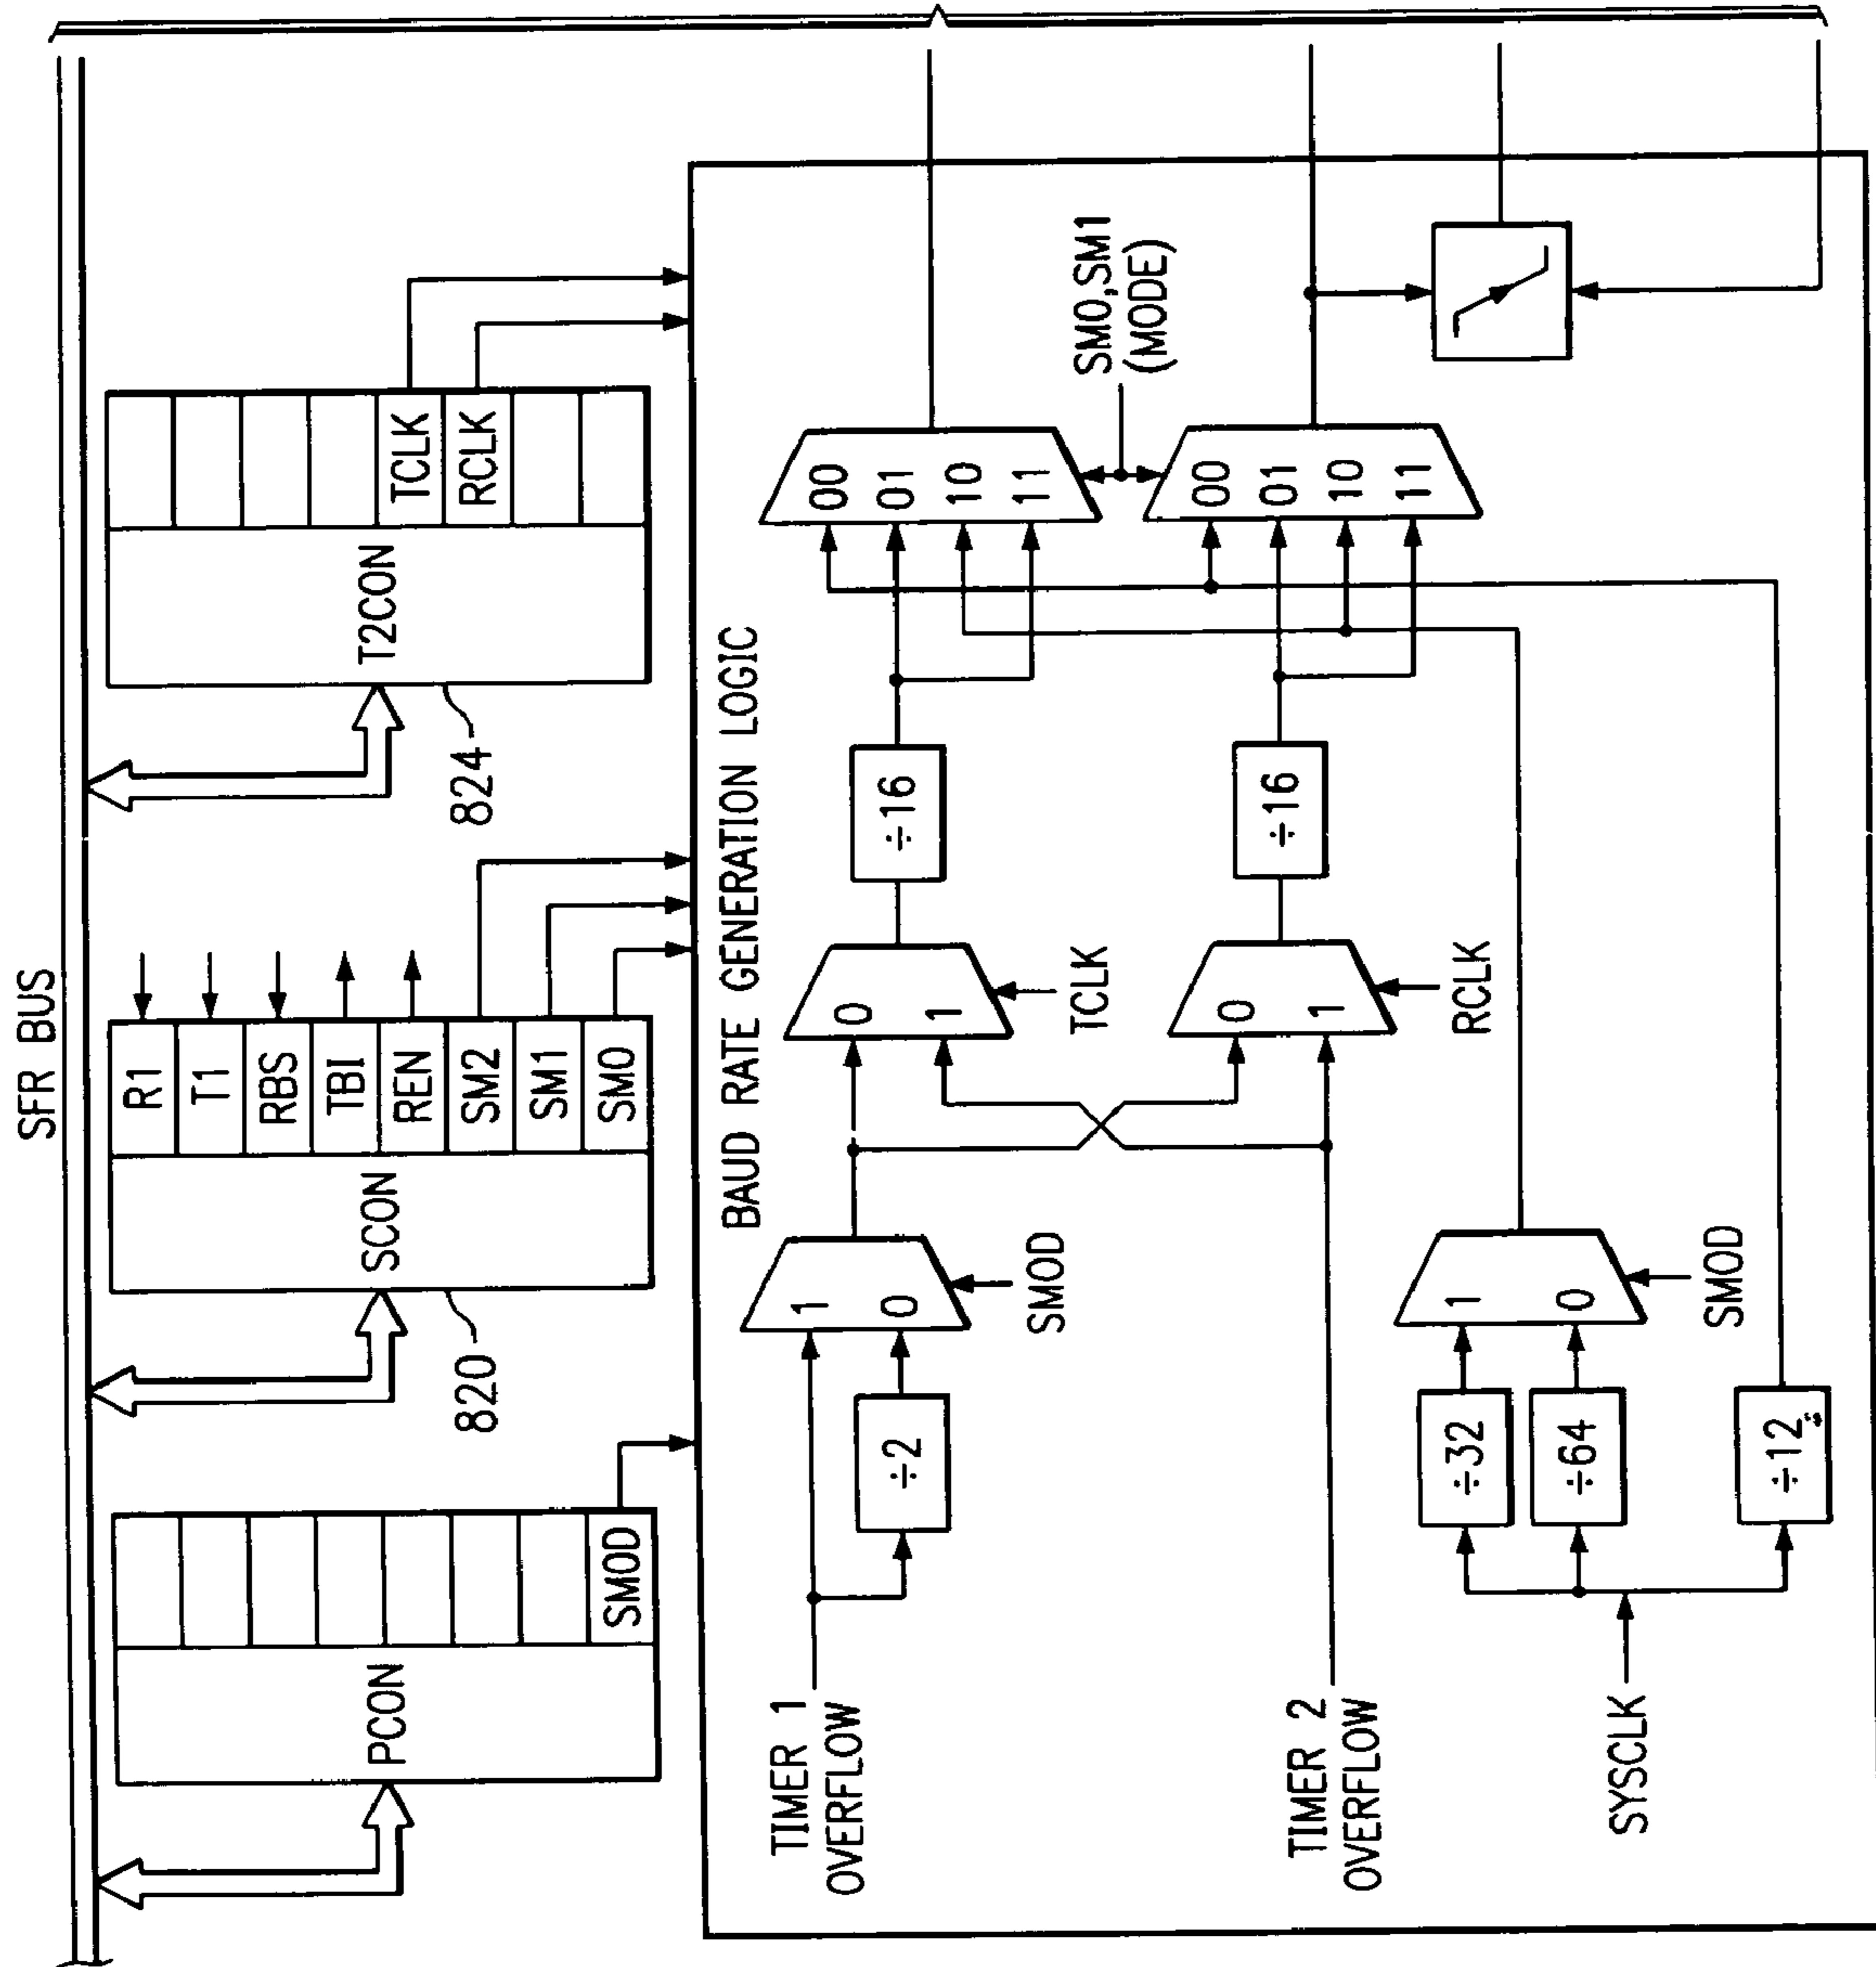 SFR BUS
PCON
SMOD
SCON
R1
T1
RBS
TBI
REN
SM2
SM1
SM0
820
T2CON
TCLK
RCLK
824
BAUD RATE GENERATION LOGIC
TIMER 1
OVERFLOW
÷2
1
0
SMOD
0
1
TCLK
÷16
00
01
10
11
SM0,SM1
(MODE)
TIMER 2
OVERFLOW
0
1
RCLK
÷16
00
01
10
11
SYSCLK
÷32
÷64
÷12
1
0
SMOD